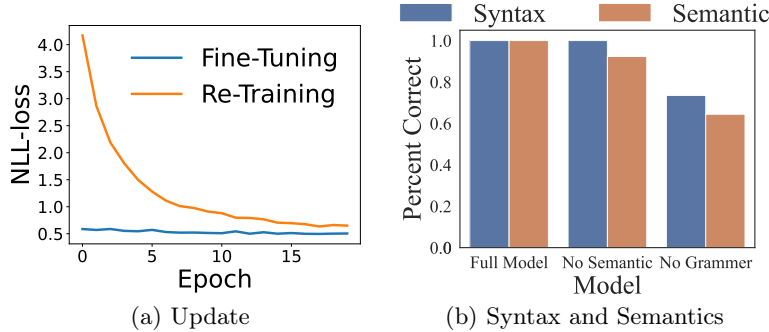 NLL-loss
4.0
3.5
3.0
2.5
2.0
1.5
1.0
0.5
Fine-Tuning
Re-Training
0 5 10 15
Epoch
(a) Update
Syntax Semantic
Percent Correct
1.0
0.8
0.6
0.4
0.2
0.0
Full Model No Semantic No Grammer
Model
(b) Syntax and Semantics